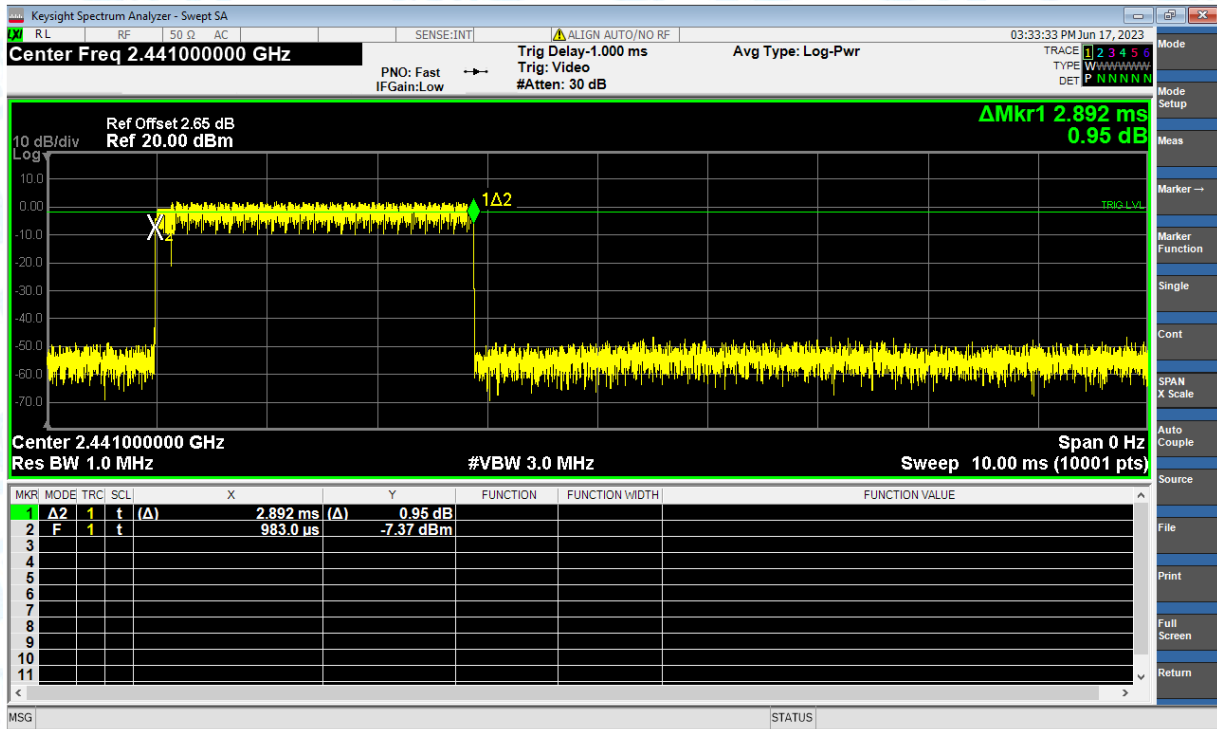 Keysight Spectrum Analyzer - Swept SA
LXI RL RF 50 Ω AC SENSE:INT ALIGN AUTO/NO RF 03:33:33 PM Jun 17, 2023
Center Freq 2.441000000 GHz
PNO: Fast
IFGain:Low
Trig Delay-1.000 ms
Trig: Video
#Atten: 30 dB
Avg Type: Log-Pwr
TRACE 1 2 3 4 5 6
TYPE WWWWWW
DET P N N N N N
ΔMkr1 2.892 ms
0.95 dB
Ref Offset 2.65 dB
10 dB/div Ref 20.00 dBm
Log
10.0
0.00
-10.0
-20.0
-30.0
-40.0
-50.0
-60.0
-70.0
1Δ2
TRIG LVL
X2
Center 2.441000000 GHz Span 0 Hz
Res BW 1.0 MHz #VBW 3.0 MHz Sweep 10.00 ms (10001 pts)
MKR MODE TRC SCL X Y FUNCTION FUNCTION WIDTH FUNCTION VALUE
1 Δ2 1 t (Δ) 2.892 ms (Δ) 0.95 dB
2 F 1 t 983.0 µs -7.37 dBm
3
4
5
6
7
8
9
10
11
MSG STATUS
Mode
Mode
Setup
Meas
Marker→
Marker
Function
Single
Cont
SPAN
X Scale
Auto
Couple
Source
File
Print
Full
Screen
Return